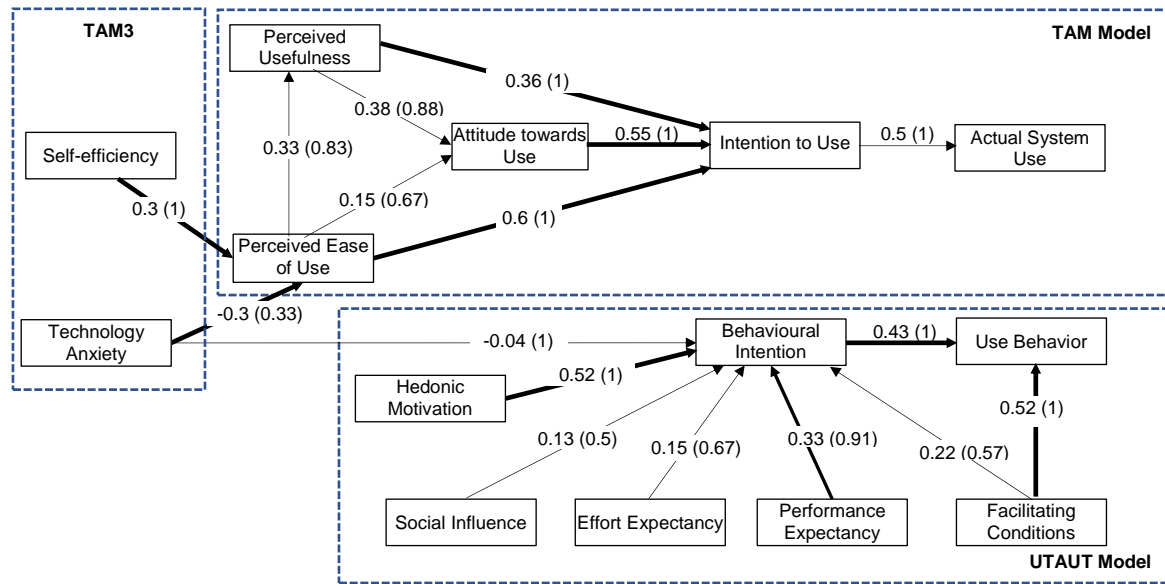 TAM3
TAM Model
Perceived
Usefulness
0.36 (1)
0.38 (0.88)
Attitude towards
Use
0.55 (1)
Intention to Use
0.5 (1)
Actual System
Use
Self-efficiency
0.33 (0.83)
0.15 (0.67)
0.3 (1)
0.6 (1)
Perceived Ease
of Use
-0.3 (0.33)
Technology
Anxiety
-0.04 (1)
Behavioural
Intention
0.43 (1)
Use Behavior
Hedonic
Motivation
0.52 (1)
0.52 (1)
0.13 (0.5)
0.15 (0.67)
0.33 (0.91)
0.22 (0.57)
Social Influence
Effort Expectancy
Performance
Expectancy
Facilitating
Conditions
UTAUT Model